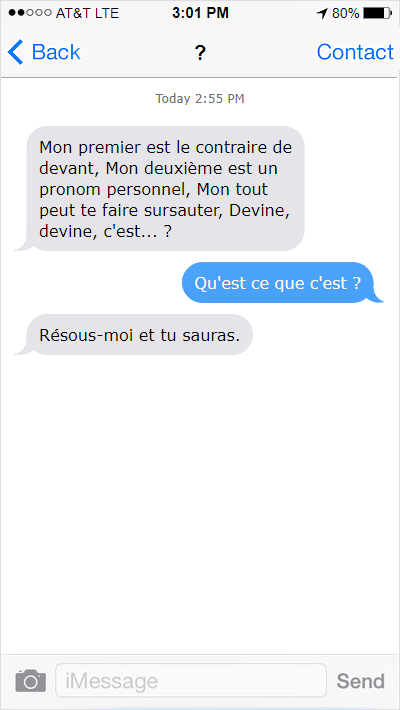 AT&T LTE 3:01 PM 80%
Back ? Contact
Today 2:55 PM
Mon premier est le contraire de
devant, Mon deuxième est un
pronom personnel, Mon tout
peut te faire sursauter, Devine,
devine, c'est... ?
Qu'est ce que c'est ?
Résous-moi et tu sauras.
iMessage Send